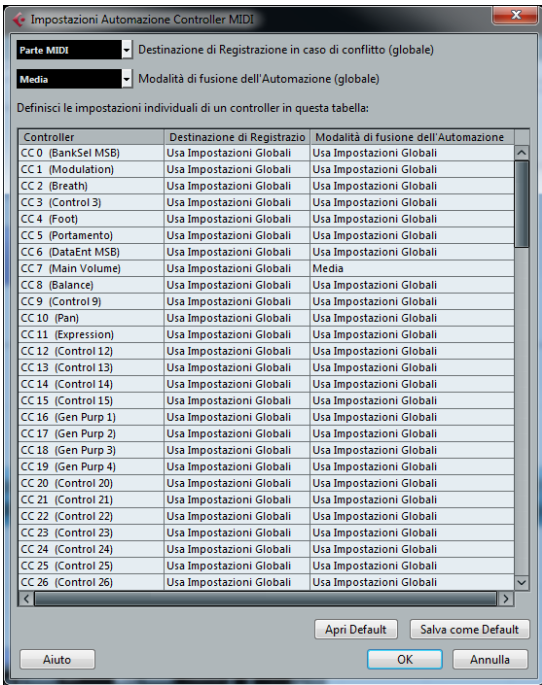 Impostazioni Automazione Controller MIDI
Parte MIDI Destinazione di Registrazione in caso di conflitto (globale)
Media Modalità di fusione dell'Automazione (globale)
Definisci le impostazioni individuali di un controller in questa tabella:
Controller Destinazione di Registrazio Modalità di fusione dell'Automazione
CC 0 (BankSel MSB) Usa Impostazioni Globali Usa Impostazioni Globali
CC 1 (Modulation) Usa Impostazioni Globali Usa Impostazioni Globali
CC 2 (Breath) Usa Impostazioni Globali Usa Impostazioni Globali
CC 3 (Control 3) Usa Impostazioni Globali Usa Impostazioni Globali
CC 4 (Foot) Usa Impostazioni Globali Usa Impostazioni Globali
CC 5 (Portamento) Usa Impostazioni Globali Usa Impostazioni Globali
CC 6 (DataEnt MSB) Usa Impostazioni Globali Usa Impostazioni Globali
CC 7 (Main Volume) Usa Impostazioni Globali Media
CC 8 (Balance) Usa Impostazioni Globali Usa Impostazioni Globali
CC 9 (Control 9) Usa Impostazioni Globali Usa Impostazioni Globali
CC 10 (Pan) Usa Impostazioni Globali Usa Impostazioni Globali
CC 11 (Expression) Usa Impostazioni Globali Usa Impostazioni Globali
CC 12 (Control 12) Usa Impostazioni Globali Usa Impostazioni Globali
CC 13 (Control 13) Usa Impostazioni Globali Usa Impostazioni Globali
CC 14 (Control 14) Usa Impostazioni Globali Usa Impostazioni Globali
CC 15 (Control 15) Usa Impostazioni Globali Usa Impostazioni Globali
CC 16 (Gen Purp 1) Usa Impostazioni Globali Usa Impostazioni Globali
CC 17 (Gen Purp 2) Usa Impostazioni Globali Usa Impostazioni Globali
CC 18 (Gen Purp 3) Usa Impostazioni Globali Usa Impostazioni Globali
CC 19 (Gen Purp 4) Usa Impostazioni Globali Usa Impostazioni Globali
CC 20 (Control 20) Usa Impostazioni Globali Usa Impostazioni Globali
CC 21 (Control 21) Usa Impostazioni Globali Usa Impostazioni Globali
CC 22 (Control 22) Usa Impostazioni Globali Usa Impostazioni Globali
CC 23 (Control 23) Usa Impostazioni Globali Usa Impostazioni Globali
CC 24 (Control 24) Usa Impostazioni Globali Usa Impostazioni Globali
CC 25 (Control 25) Usa Impostazioni Globali Usa Impostazioni Globali
CC 26 (Control 26) Usa Impostazioni Globali Usa Impostazioni Globali
Apri Default Salva come Default
Aiuto OK Annulla